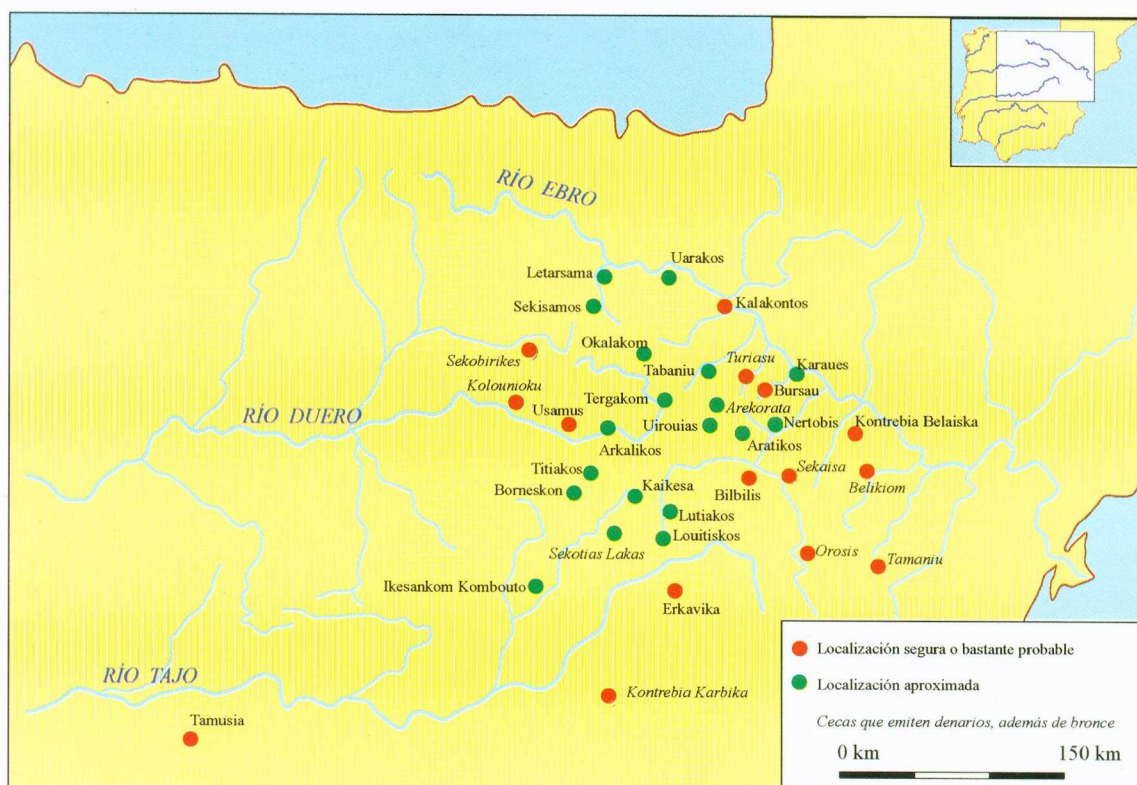 RÍO EBRO
Letarsama
Uarakos
Sekisamos
Kalakontos
Okalakom
Sekobirikes
Tabaniu
Turiasu
Karaues
Kolounioku
Bursau
Usamus
Tergakom
Arekorata
RÍO DUERO
Uirouias
Nertobis
Kontrebia Belaiska
Arkalikos
Aratikos
Titiakos
Sekaisa
Borneskon
Kaikesa
Bilbilis
Belikiom
Lutiakos
Sekotias Lakas
Louitiskos
Orosis
Tamaniu
Ikesankom Kombouto
Erkavika
RÍO TAJO
Kontrebia Karbika
Tamusia
Localización segura o bastante probable
Localización aproximada
Cecas que emiten denarios, además de bronce
0 km 150 km